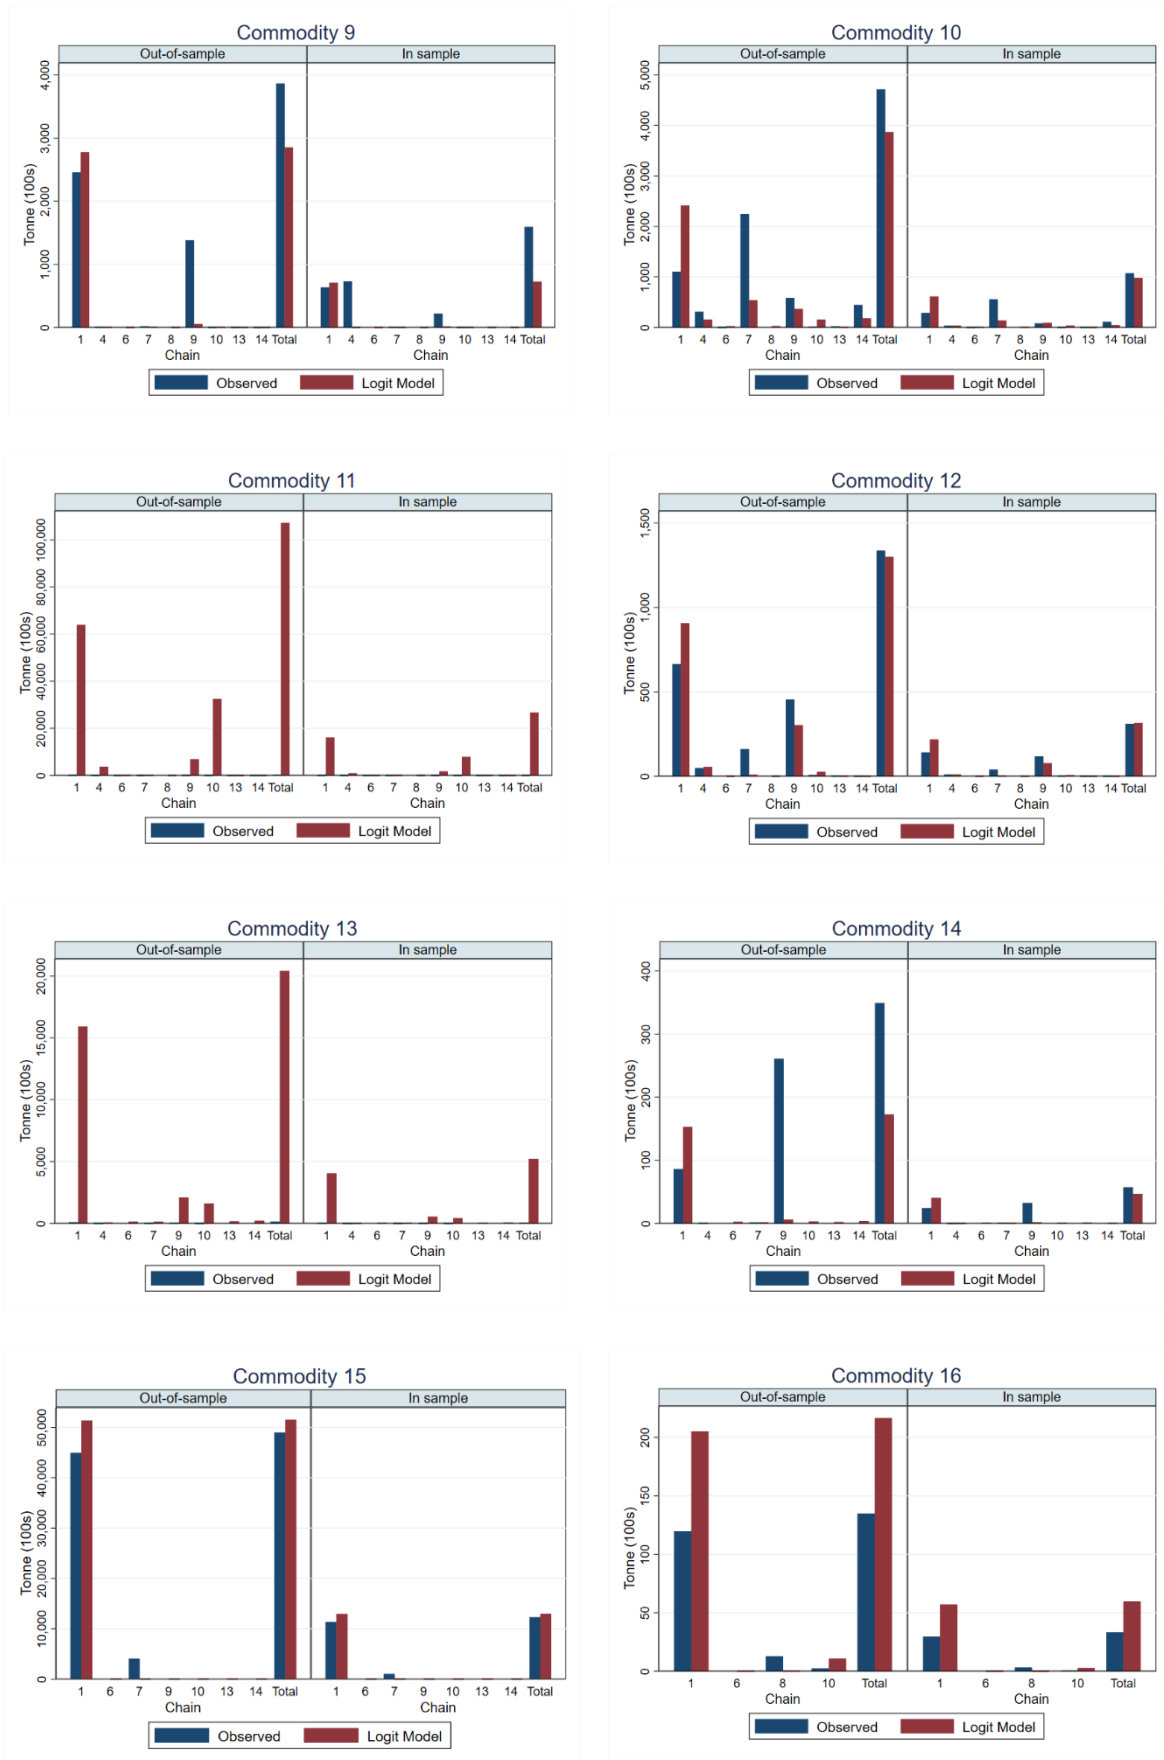 Commodity 9
Out-of-sample In sample
Tonne (100s)
4,000
3,000
2,000
1,000
0
1 4 6 7 8 9 10 13 14 Total 1 4 6 7 8 9 10 13 14 Total
Chain
Observed Logit Model
Commodity 10
Out-of-sample In sample
Tonne (100s)
5,000
4,000
3,000
2,000
1,000
0
1 4 6 7 8 9 10 13 14 Total 1 4 6 7 8 9 10 13 14 Total
Chain
Observed Logit Model
Commodity 11
Out-of-sample In sample
Tonne (100s)
100,000
80,000
60,000
40,000
20,000
0
1 4 6 7 8 9 10 13 14 Total 1 4 6 7 8 9 10 13 14 Total
Chain
Observed Logit Model
Commodity 12
Out-of-sample In sample
Tonne (100s)
1,500
1,000
500
0
1 4 6 7 8 9 10 13 14 Total 1 4 6 7 8 9 10 13 14 Total
Chain
Observed Logit Model
Commodity 13
Out-of-sample In sample
Tonne (100s)
20,000
15,000
10,000
5,000
0
1 4 6 7 9 10 13 14 Total 1 4 6 7 9 10 13 14 Total
Chain
Observed Logit Model
Commodity 14
Out-of-sample In sample
Tonne (100s)
400
300
200
100
0
1 4 6 7 9 10 13 14 Total 1 4 6 7 9 10 13 14 Total
Chain
Observed Logit Model
Commodity 15
Out-of-sample In sample
Tonne (100s)
50,000
40,000
30,000
20,000
10,000
0
1 6 7 9 10 13 14 Total 1 6 7 9 10 13 14 Total
Chain Chain
Observed Logit Model
Commodity 16
Out-of-sample In sample
Tonne (100s)
200
150
100
50
0
1 6 8 10 Total 1 6 8 10 Total
Chain
Observed Logit Model